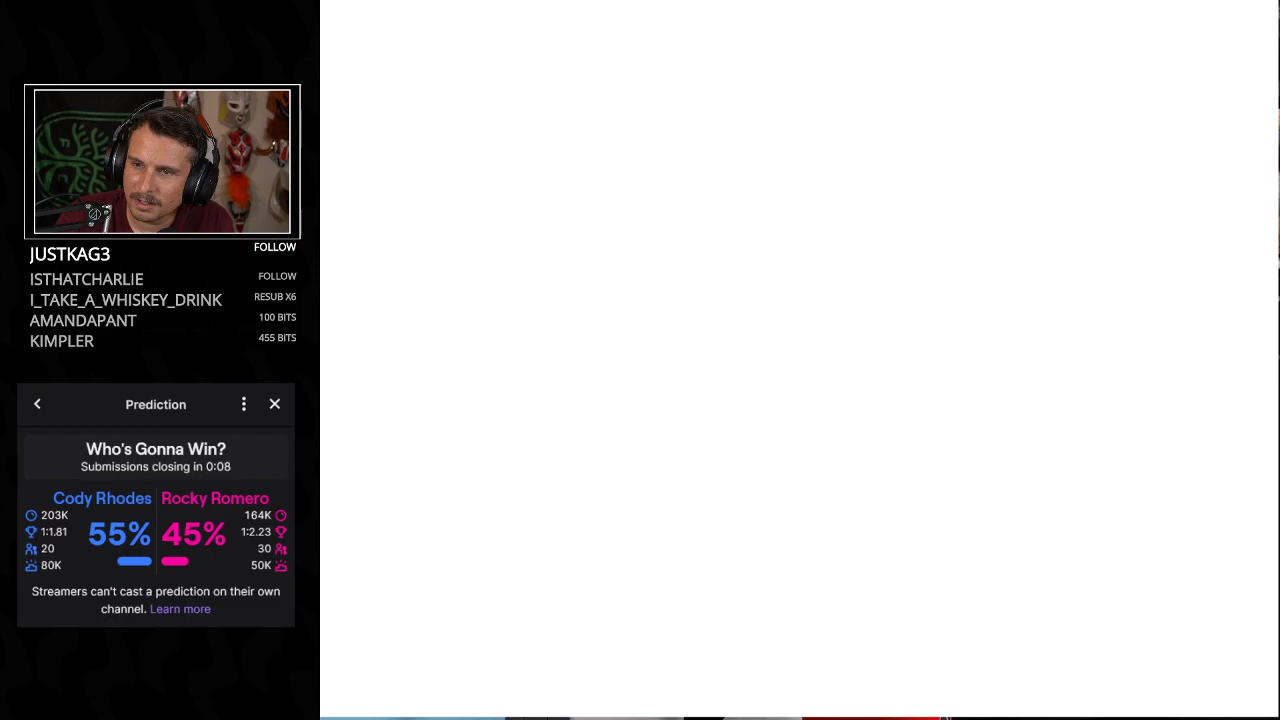 JUSTKAG3 FOLLOW
ISTHATCHARLIE FOLLOW
I_TAKE_A_WHISKEY_DRINK RESUB X6
AMANDAPANT 100 BITS
KIMPLER 455 BITS
Prediction
Who's Gonna Win?
Submissions closing in 0:08
Cody Rhodes Rocky Romero
203K 164K
1:1.81 55% 45% 1:2.23
20 30
80K 50K
Streamers can't cast a prediction on their own
channel. Learn more